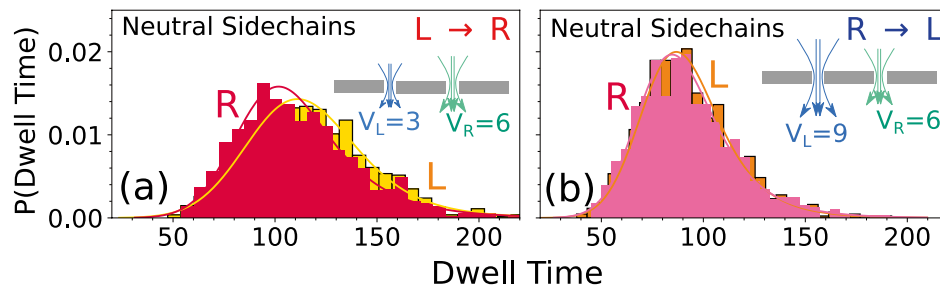 Neutral Sidechains
L → R
R
V_L=3
V_R=6
L
(a)
Neutral Sidechains
R → L
L
R
V_L=9
V_R=6
(b)
P(Dwell Time)
0.02
0.01
0.00
50 100 150 200
50 100 150 200
Dwell Time